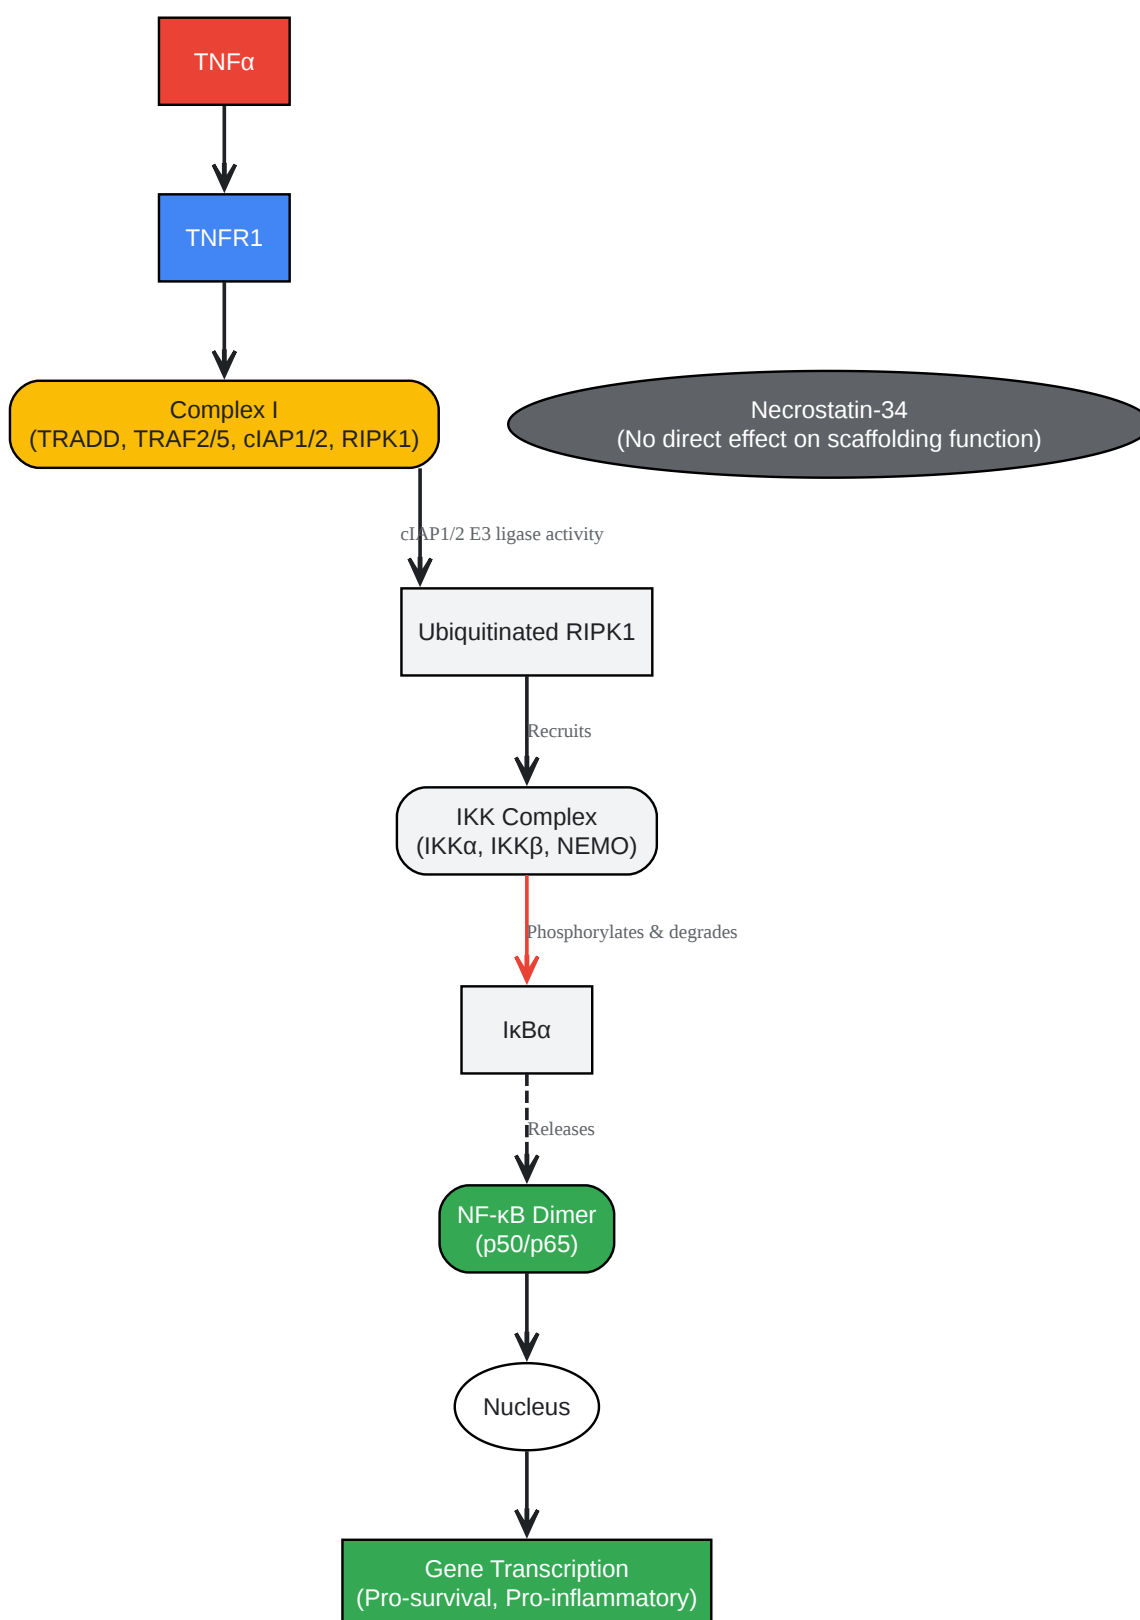 TNFα
TNFR1
Complex I
(TRADD, TRAF2/5, cIAP1/2, RIPK1)
Necrostatin-34
(No direct effect on scaffolding function)
cIAP1/2 E3 ligase activity
Ubiquitinated RIPK1
Recruits
IKK Complex
(IKKα, IKKβ, NEMO)
Phosphorylates & degrades
IκBα
Releases
NF-κB Dimer
(p50/p65)
Nucleus
Gene Transcription
(Pro-survival, Pro-inflammatory)